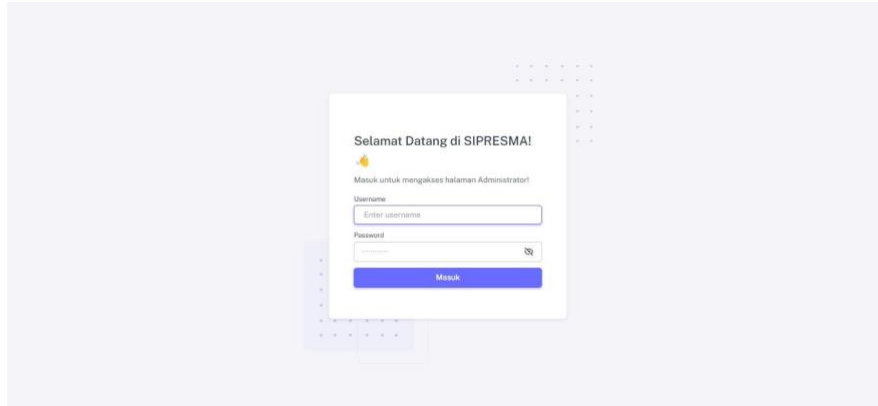 Selamat Datang di SIPRESMA!
👋
Masuk untuk mengakses halaman Administrator!
Username
Enter username
Password
············
Masuk